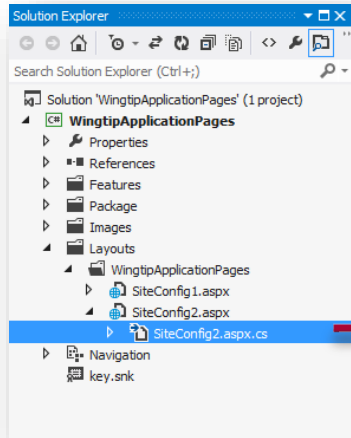 Solution Explorer
Search Solution Explorer (Ctrl+;)
Solution 'WingtipApplicationPages' (1 project)
C# WingtipApplicationPages
Properties
References
Features
Package
Images
Layouts
WingtipApplicationPages
SiteConfig1.aspx
SiteConfig2.aspx
SiteConfig2.aspx.cs
Navigation
key.snk